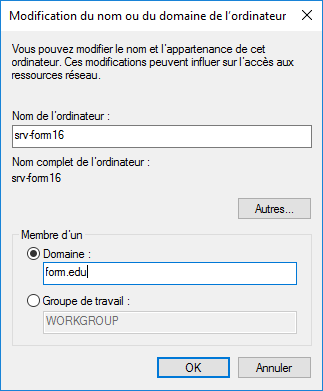 Modification du nom ou du domaine de l'ordinateur
Vous pouvez modifier le nom et l'appartenance de cet
ordinateur. Ces modifications peuvent influer sur l'accès aux
ressources réseau.
Nom de l'ordinateur :
srv-form16
Nom complet de l'ordinateur :
srv-form16
Autres...
Membre d'un
Domaine :
form.edu
Groupe de travail :
WORKGROUP
OK Annuler